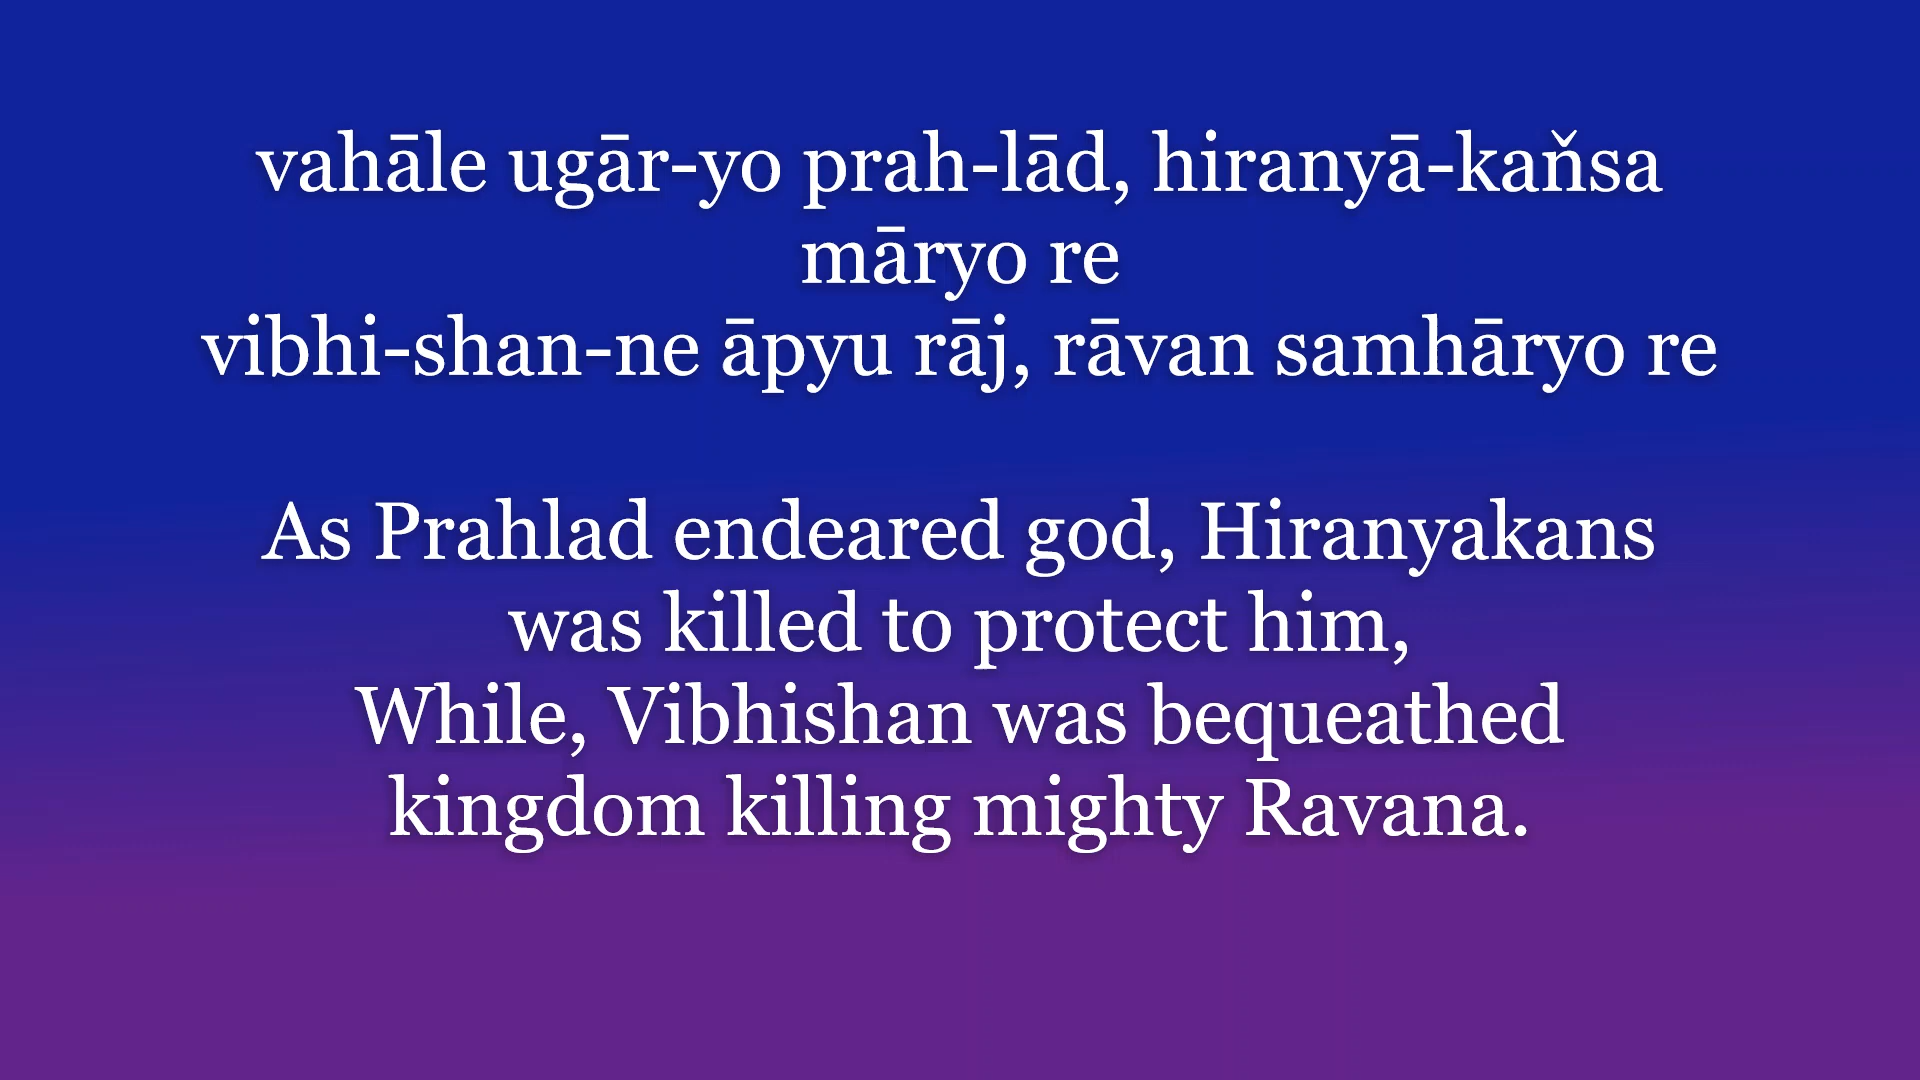 vahāle ugār-yo prah-lād, hiranyā-kaňsa
māryo re
vibhi-shan-ne āpyu rāj, rāvan samhāryo re
As Prahlad endeared god, Hiranyakans
was killed to protect him,
While, Vibhishan was bequeathed
kingdom killing mighty Ravana.